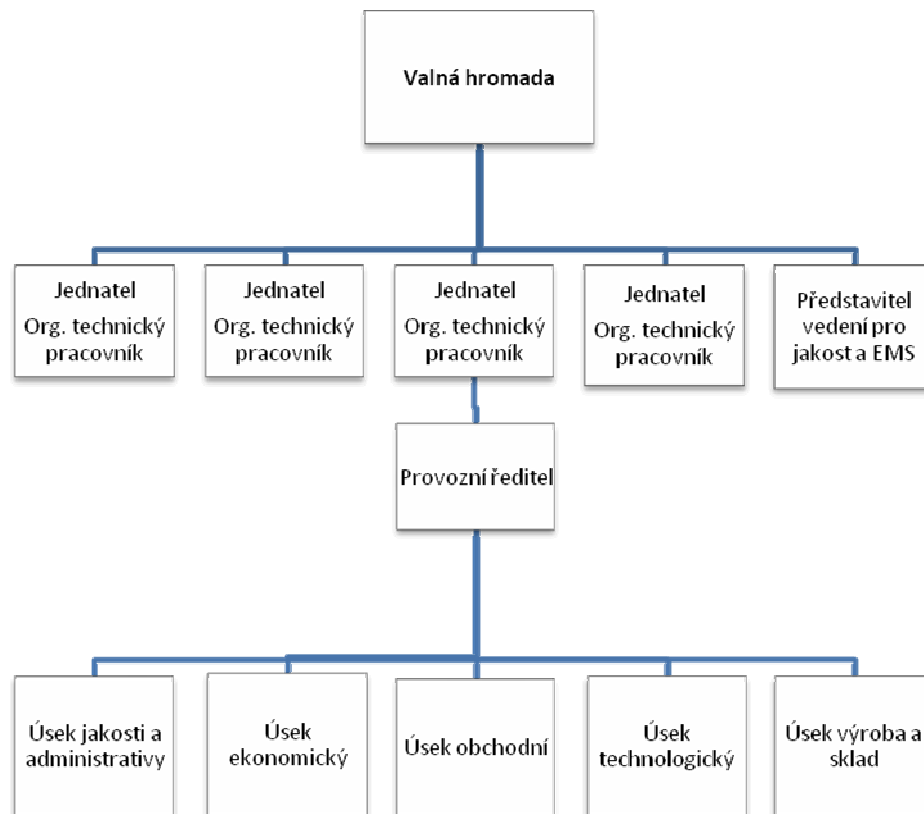 Valná hromada
Jednatel
Org. technický
pracovník
Jednatel
Org. technický
pracovník
Jednatel
Org. technický
pracovník
Jednatel
Org. technický
pracovník
Představitel
vedení pro
jakost a EMS
Provozní ředitel
Úsek jakosti a
administrativy
Úsek
ekonomický
Úsek obchodní
Úsek
technologický
Úsek výroba a
sklad